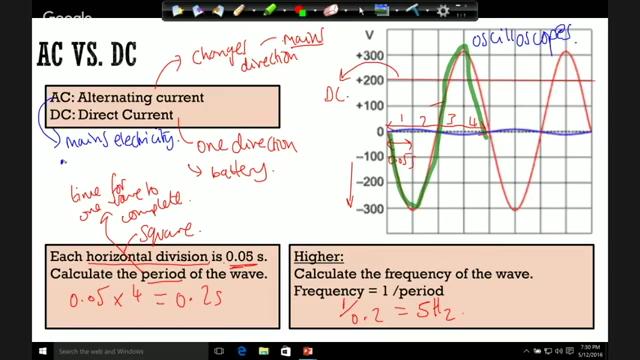 Google
AC VS. DC
changes direction
mains
AC: Alternating current
DC: Direct Current
mains electricity.
one direction
battery.
time for
one wave to
complete.
square.
Each horizontal division is 0.05 s.
Calculate the period of the wave.
0.05 x 4 = 0.2s
V
oscilloscopes.
+300
+200
+100
0
−100
−200
−300
DC.
1 2 3 4
0.05s
Higher:
Calculate the frequency of the wave.
Frequency = 1 /period
1/0.2 = 5Hz.
Search the web and Windows
7:30 PM
5/12/2016